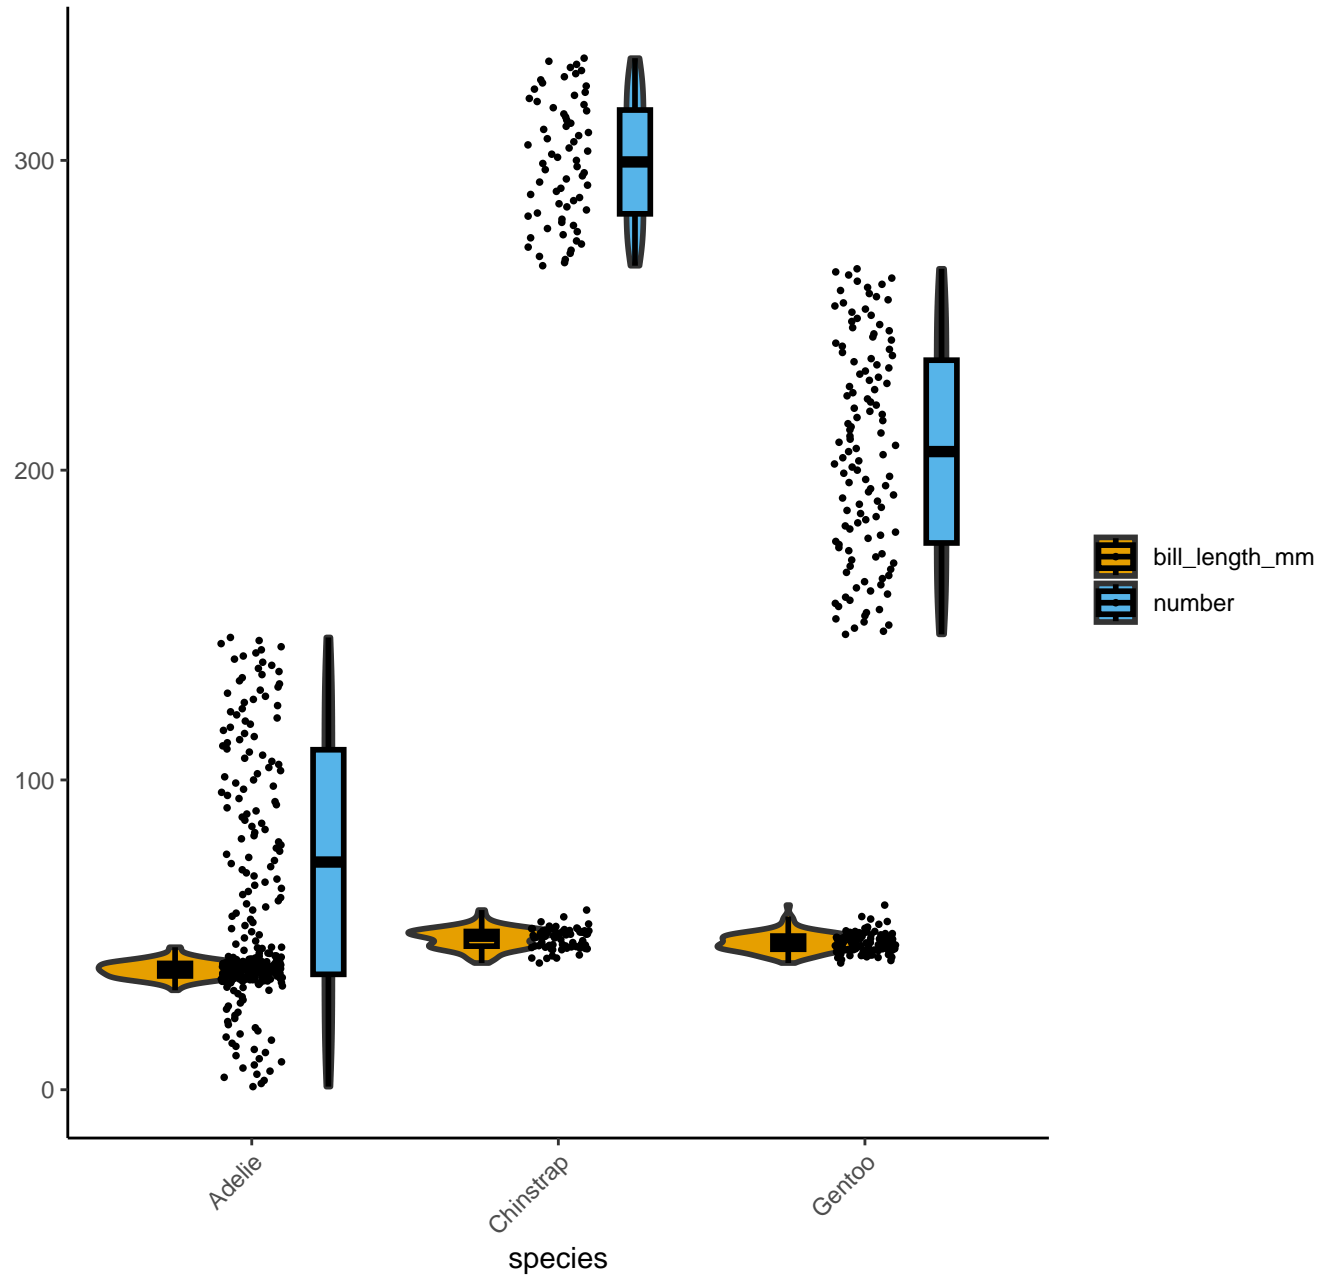 300
200
100
0
Adelie
Chinstrap
Gentoo
species
bill_length_mm
number